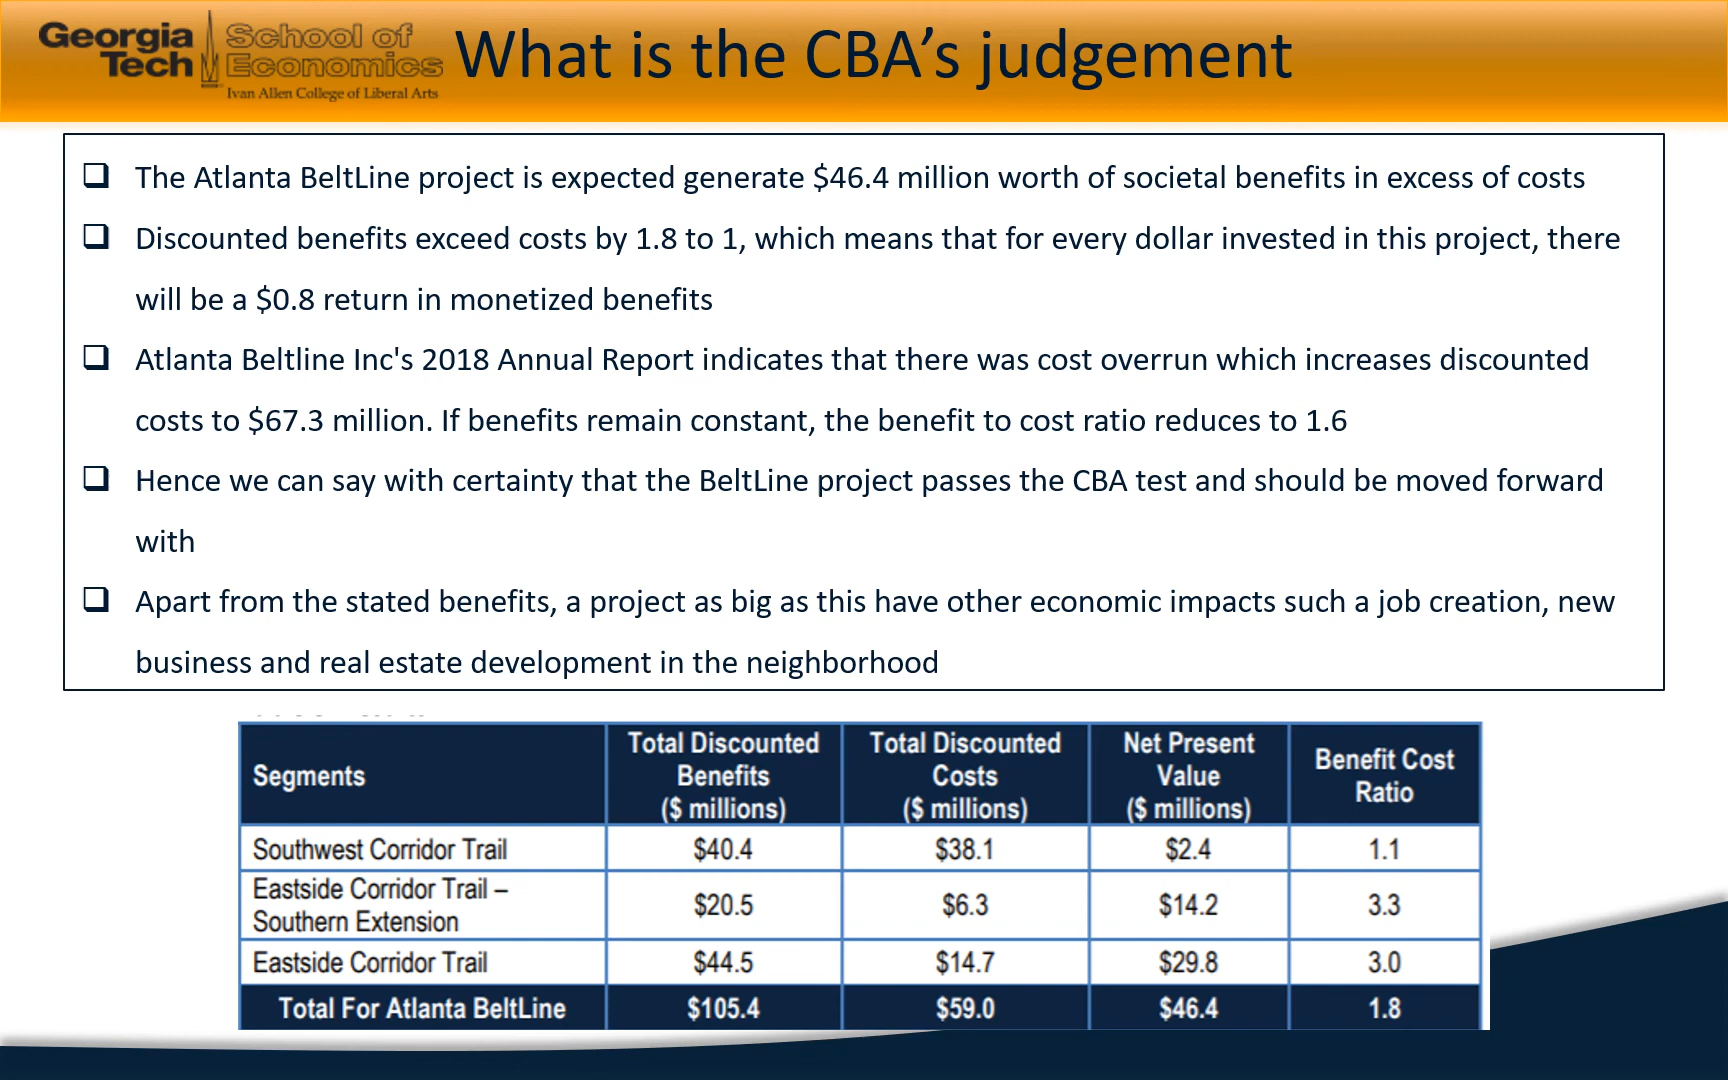 Georgia Tech
School of Economics
Ivan Allen College of Liberal Arts
What is the CBA’s judgement
The Atlanta BeltLine project is expected generate $46.4 million worth of societal benefits in excess of costs
Discounted benefits exceed costs by 1.8 to 1, which means that for every dollar invested in this project, there
will be a $0.8 return in monetized benefits
Atlanta Beltline Inc's 2018 Annual Report indicates that there was cost overrun which increases discounted
costs to $67.3 million. If benefits remain constant, the benefit to cost ratio reduces to 1.6
Hence we can say with certainty that the BeltLine project passes the CBA test and should be moved forward
with
Apart from the stated benefits, a project as big as this have other economic impacts such a job creation, new
business and real estate development in the neighborhood
Segments
Total Discounted
Benefits
($ millions)
Total Discounted
Costs
($ millions)
Net Present
Value
($ millions)
Benefit Cost
Ratio
Southwest Corridor Trail $40.4 $38.1 $2.4 1.1
Eastside Corridor Trail –
Southern Extension $20.5 $6.3 $14.2 3.3
Eastside Corridor Trail $44.5 $14.7 $29.8 3.0
Total For Atlanta BeltLine $105.4 $59.0 $46.4 1.8